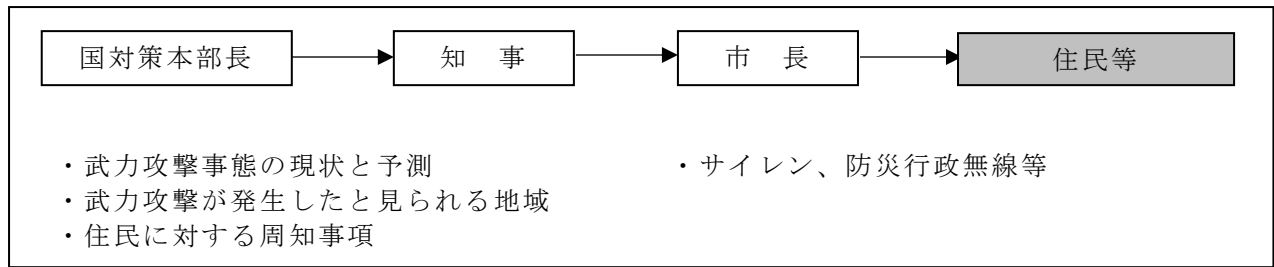 国対策本部長
知　事
市　長
住民等
・武力攻撃事態の現状と予測
・サイレン、防災行政無線等
・武力攻撃が発生したと見られる地域
・住民に対する周知事項